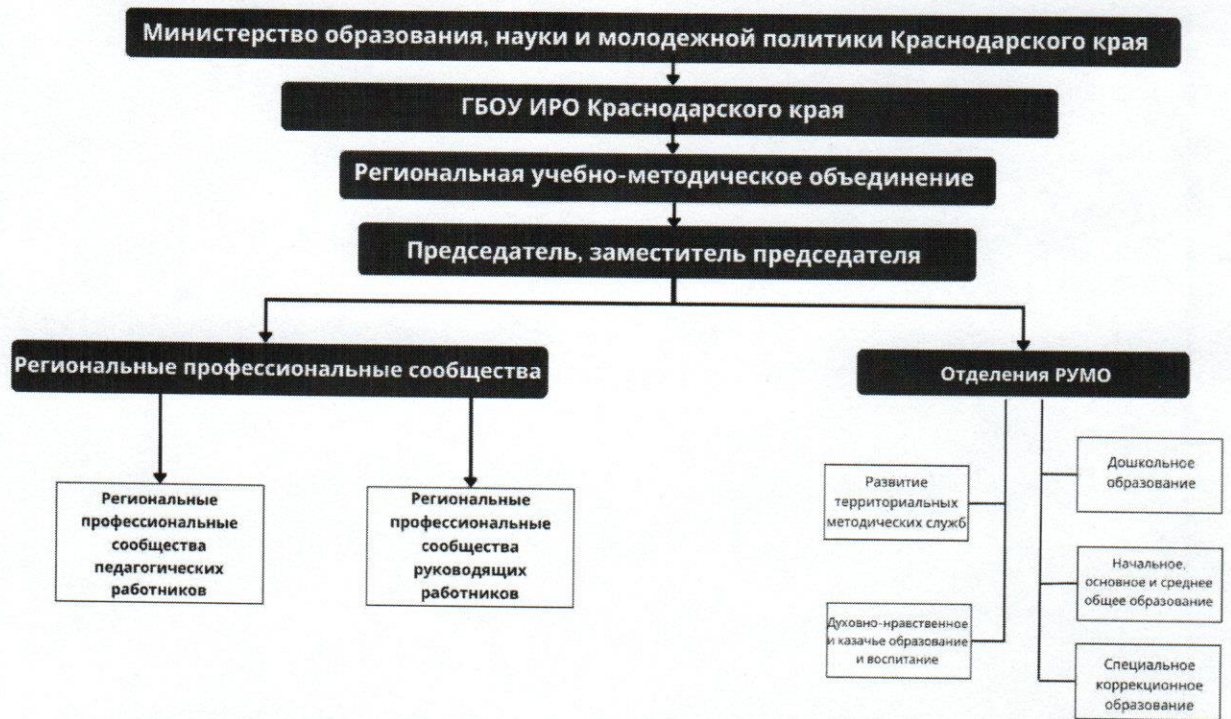 Министерство образования, науки и молодежной политики Краснодарского края
ГБОУ ИРО Краснодарского края
Региональная учебно-методическое объединение
Председатель, заместитель председателя
Региональные профессиональные сообщества
Отделения РУМО
Региональные
профессиональные
сообщества
педагогических
работников
Региональные
профессиональные
сообщества
руководящих
работников
Развитие
территориальных
методических служб
Духовно-нравственное
и казачье образование
и воспитание
Дошкольное
образование
Начальное,
основное и среднее
общее образование
Специальное
коррекционное
образование